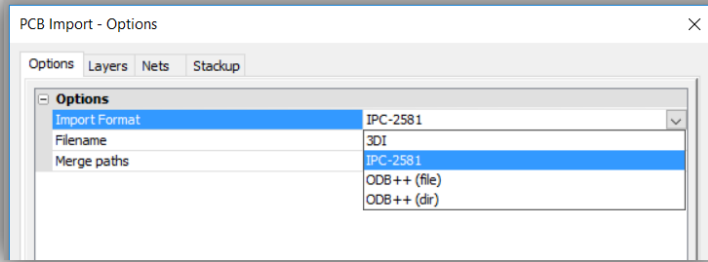 PCB Import - Options
Options Layers Nets Stackup
Options
Import Format IPC-2581
Filename 3DI
Merge paths IPC-2581
ODB++ (file)
ODB++ (dir)